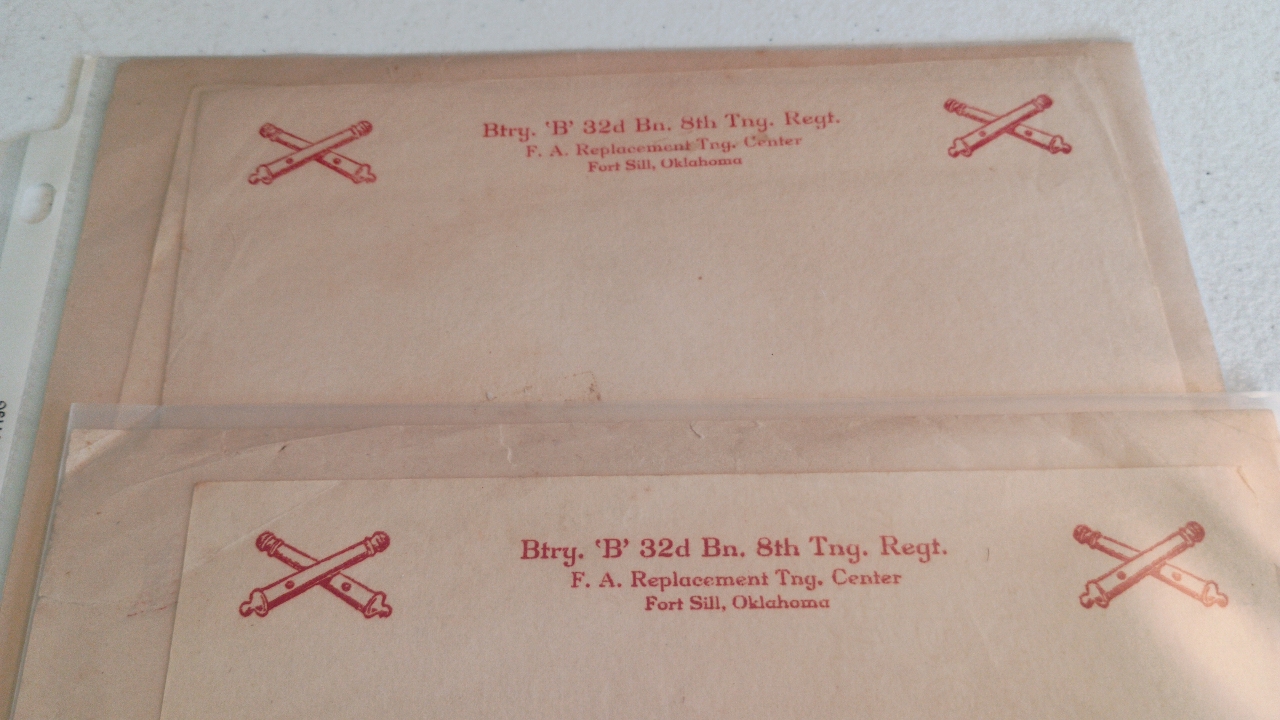 Btry. 'B' 32d Bn. 8th Tng. Regt.
F. A. Replacement Tng. Center
Fort Sill, Oklahoma
Btry. 'B' 32d Bn. 8th Tng. Regt.
F. A. Replacement Tng. Center
Fort Sill, Oklahoma